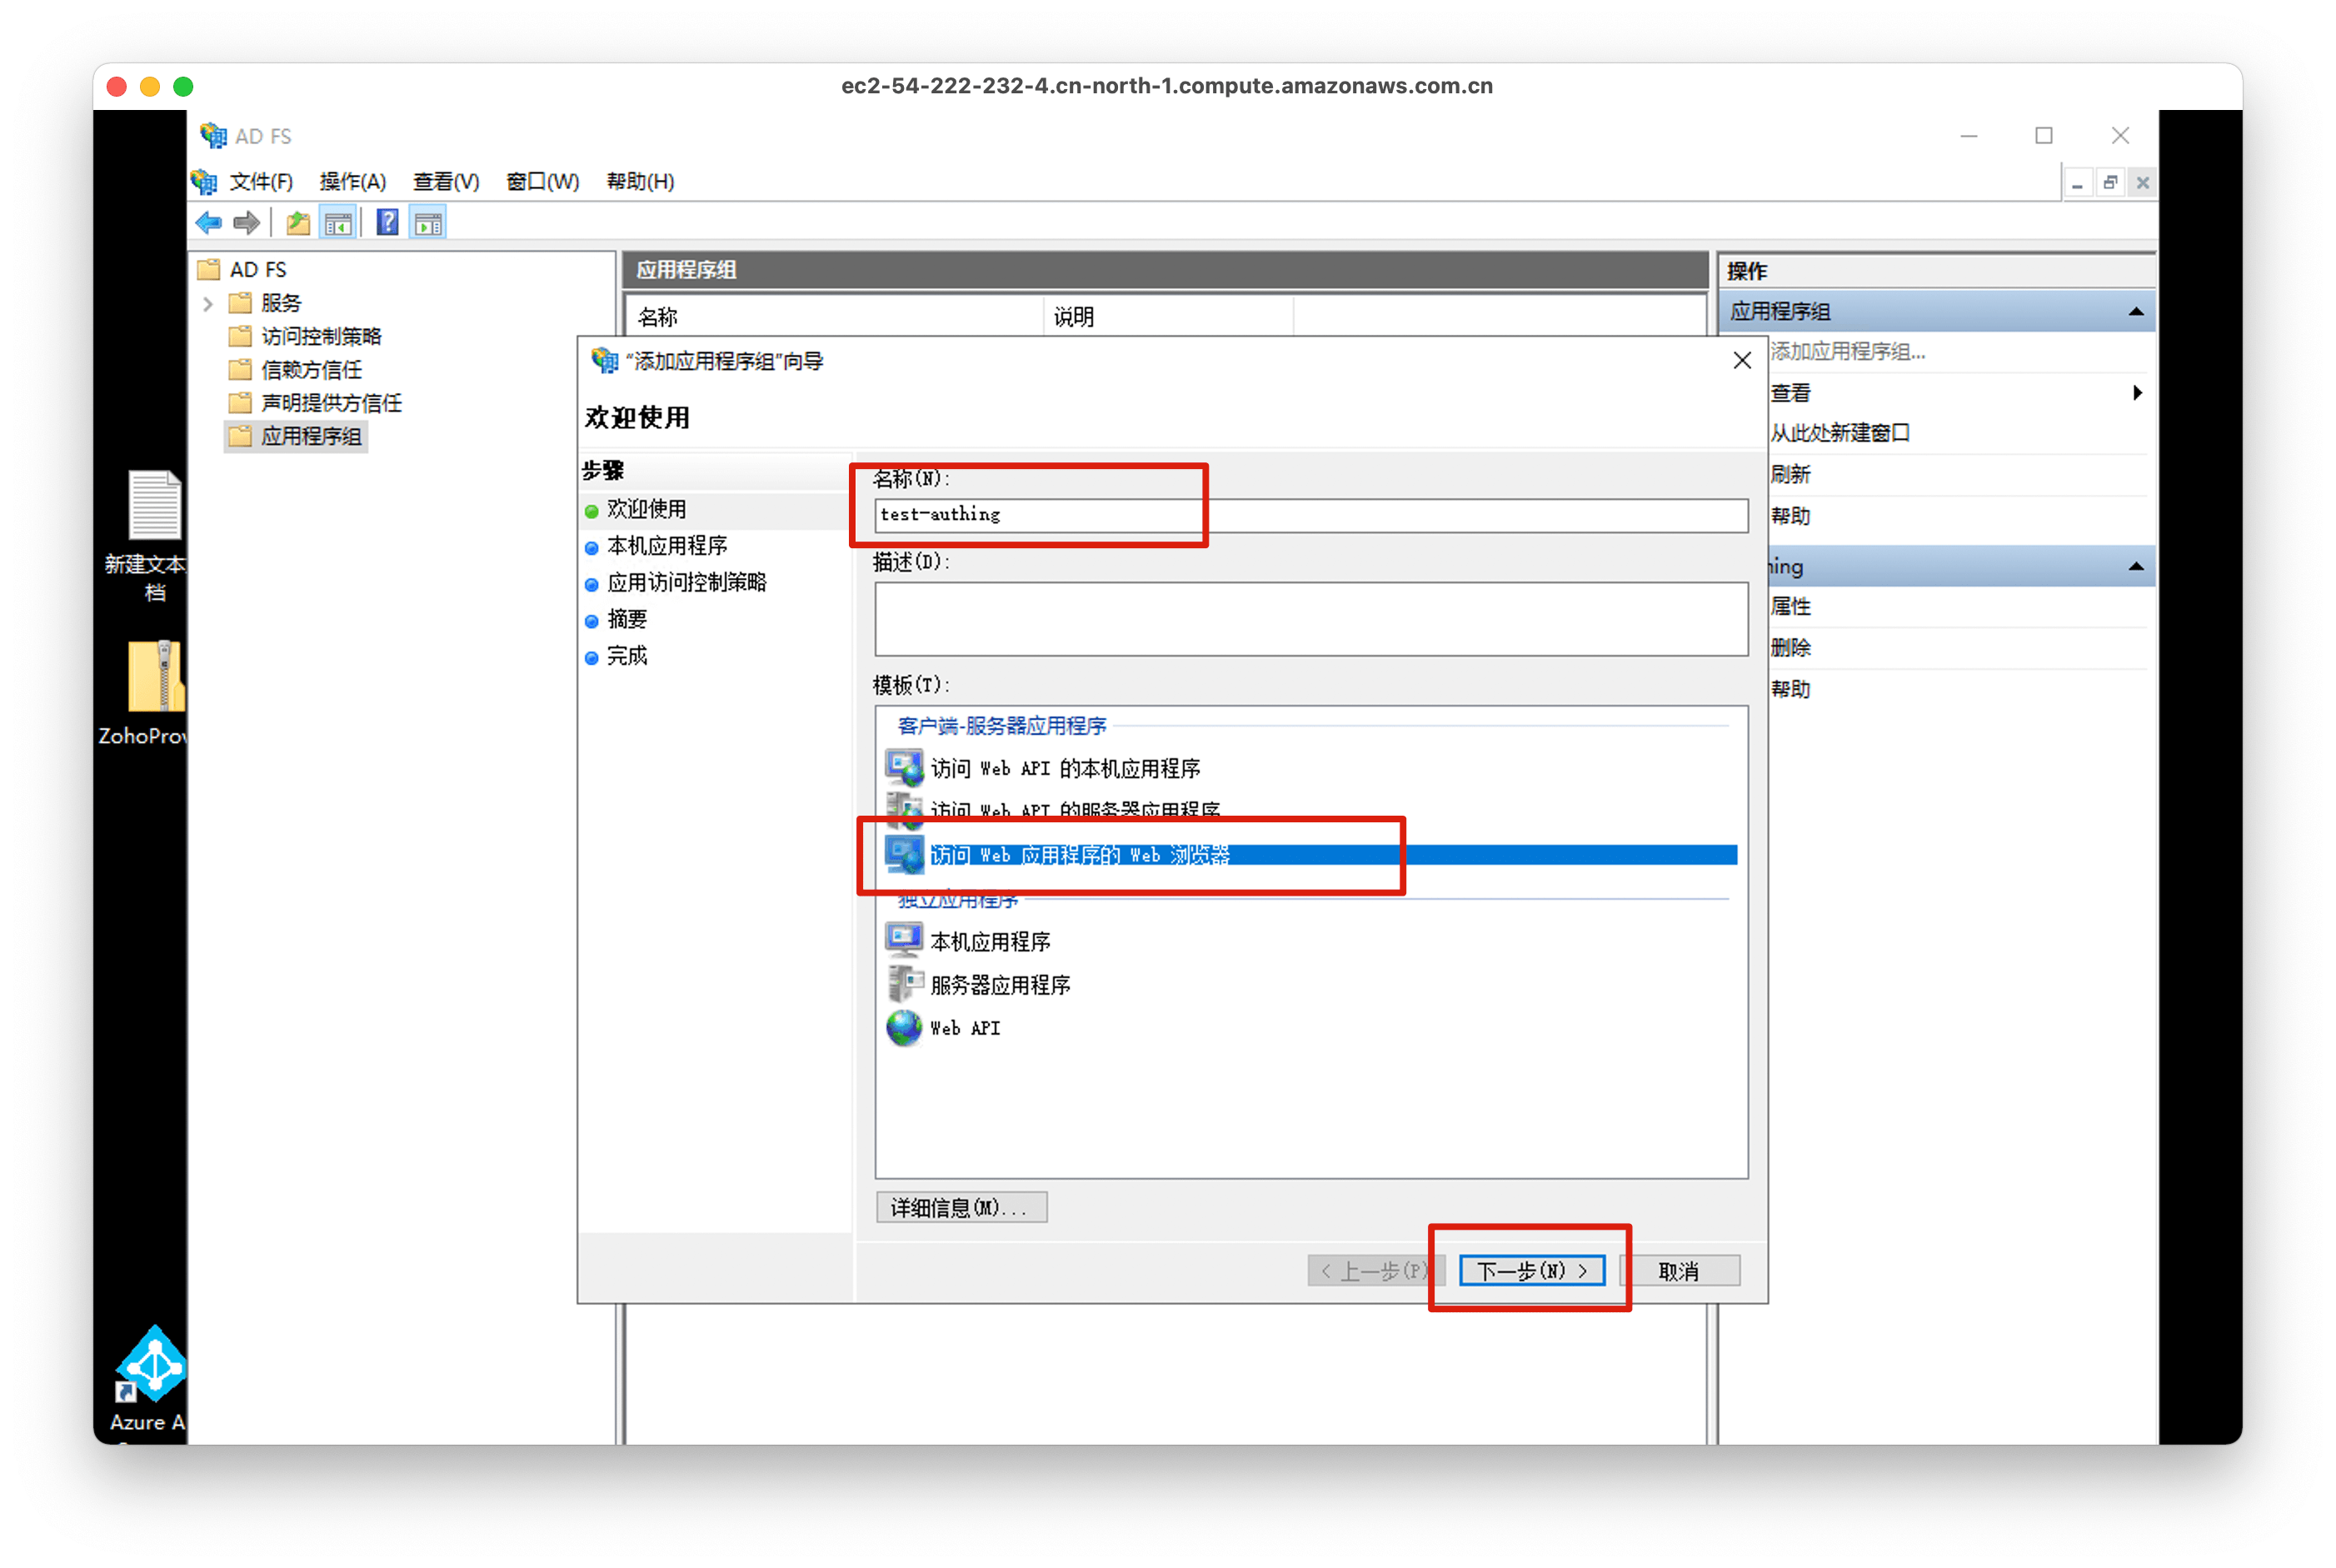 ec2-54-222-232-4.cn-north-1.compute.amazonaws.com.cn
AD FS
文件(F) 操作(A) 查看(V) 窗口(W) 帮助(H)
AD FS
服务
访问控制策略
信赖方信任
声明提供方信任
应用程序组
应用程序组
名称 说明
操作
应用程序组
添加应用程序组...
查看
从此处新建窗口
刷新
帮助
hing
属性
删除
帮助
新建文本
档
ZohoProv
Azure A
“添加应用程序组”向导
欢迎使用
步骤
欢迎使用
本机应用程序
应用访问控制策略
摘要
完成
名称(N):
test-authing
描述(D):
模板(T):
客户端-服务器应用程序
访问 Web API 的本机应用程序
访问 Web API 的服务器应用程序
访问 Web 应用程序的 Web 浏览器
独立应用程序
本机应用程序
服务器应用程序
Web API
详细信息(M)...
< 上一步(P)
下一步(N) >
取消